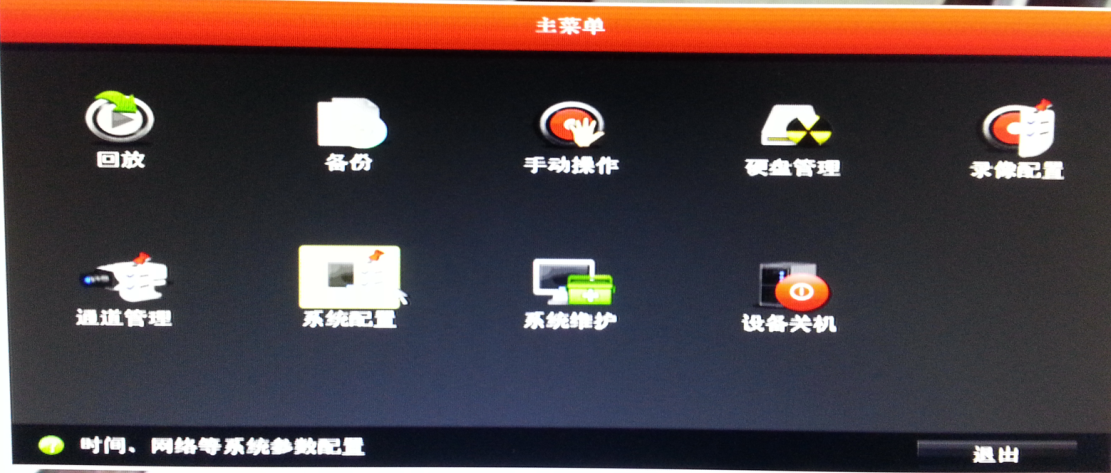 主菜单
回放
备份
手动操作
硬盘管理
录像配置
通道管理
系统配置
系统维护
设备关机
时间、网络等系统参数配置
退出